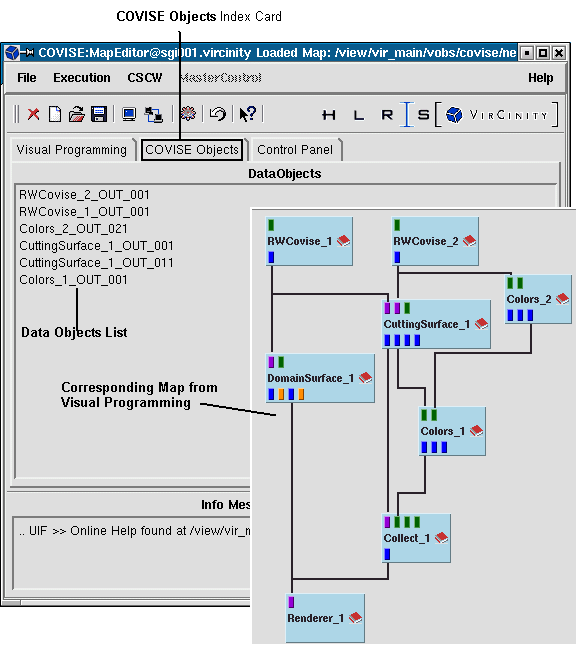 COVISE Objects Index Card
COVISE:MapEditor@sgi001.vircinity Loaded Map: /view/vir_main/vobs/covise/ne
File Execution CSCW MasterControl Help
H L R S [ VIRCINITY ]
Visual Programming COVISE Objects Control Panel
DataObjects
RWCovise_2_OUT_001
RWCovise_1_OUT_001
Colors_2_OUT_021
CuttingSurface_1_OUT_001
CuttingSurface_1_OUT_011
Colors_1_OUT_001
Data Objects List
Corresponding Map from
Visual Programming
RWCovise_1
RWCovise_2
Colors_2
CuttingSurface_1
DomainSurface_1
Colors_1
Collect_1
Renderer_1
Info Mes
.. UIF >> Online Help found at /view/vir_m